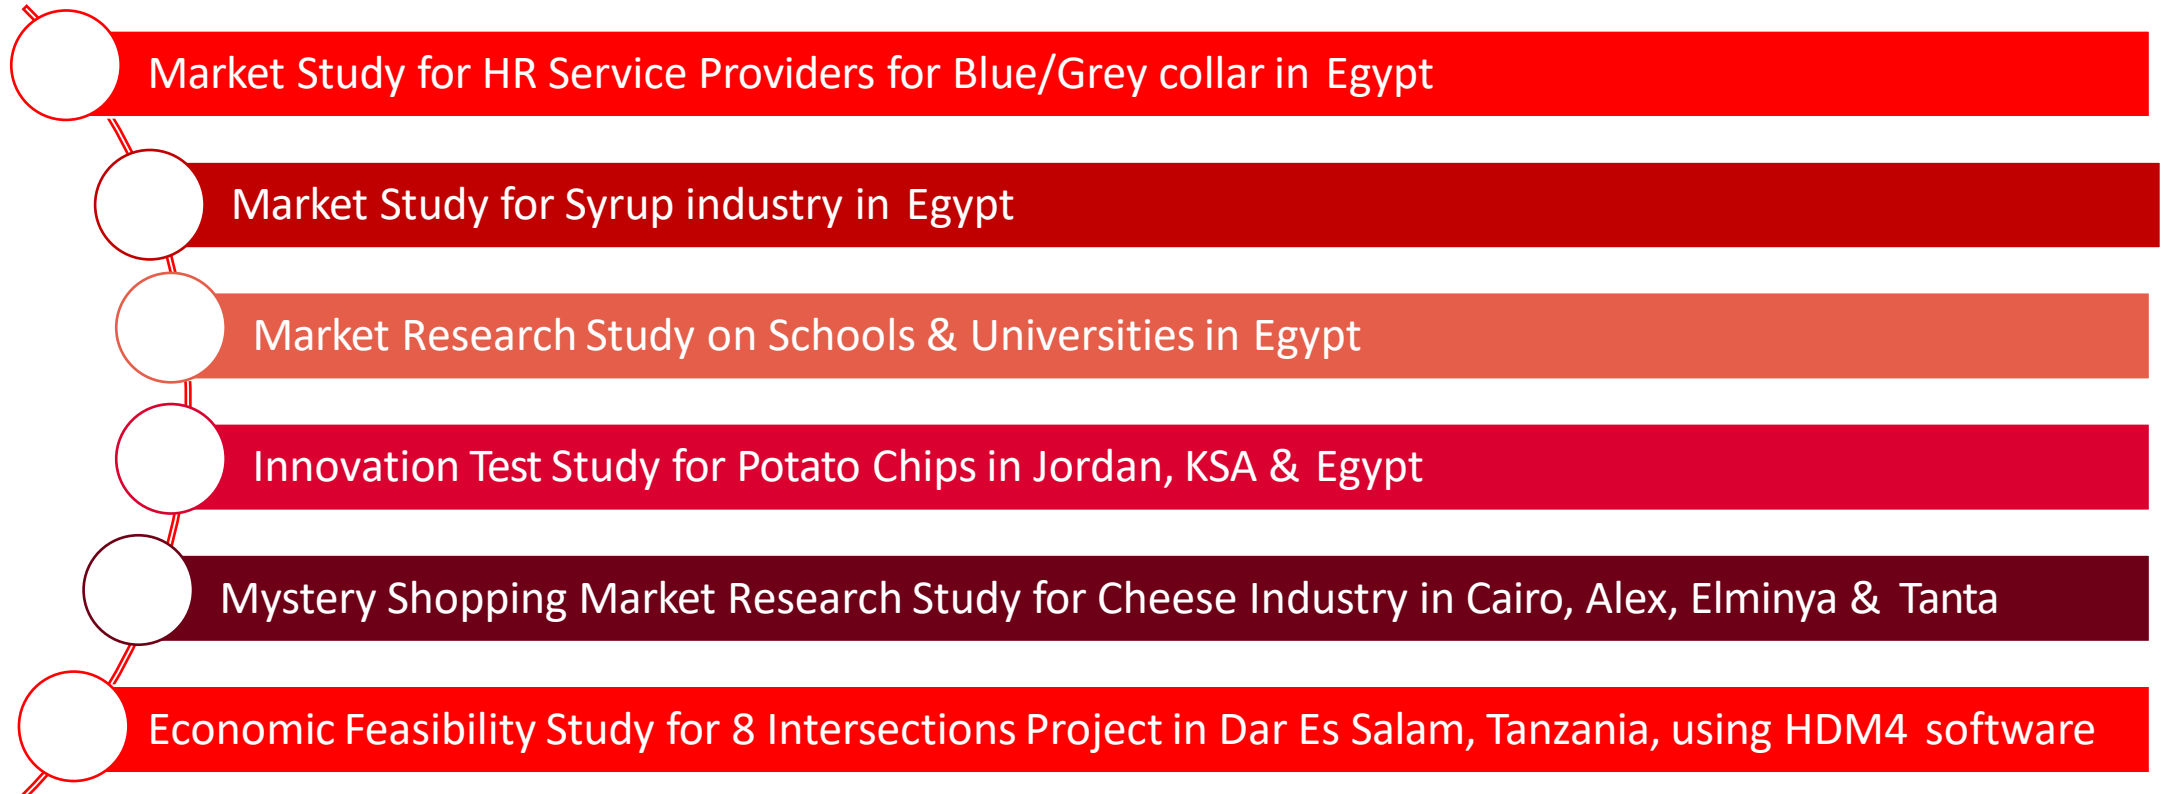 Market Study for HR Service Providers for Blue/Grey collar in Egypt
Market Study for Syrup industry in Egypt
Market Research Study on Schools & Universities in Egypt
Innovation Test Study for Potato Chips in Jordan, KSA & Egypt
Mystery Shopping Market Research Study for Cheese Industry in Cairo, Alex, Elminya & Tanta
Economic Feasibility Study for 8 Intersections Project in Dar Es Salam, Tanzania, using HDM4 software